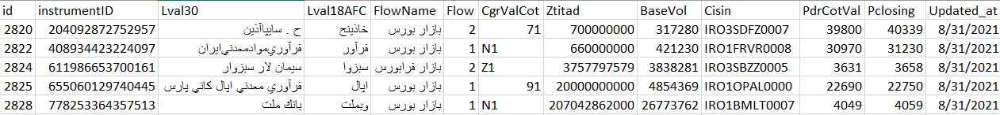 id instrumentID Lval30 Lval18AFC FlowName Flow CgrValCot Ztitad BaseVol Cisin PdrCotVal Pclosing Updated_at
2820 204092872752957 ح . سايپاآذين خاذينح بازار بورس 2 71 700000000 317280 IRO3SDFZ0007 39800 40339 8/31/2021
2822 408934423224097 فرآوري‌موادمعدني‌ايران فرآور بازار بورس 1 N1 660000000 421230 IRO1FRVR0008 30970 31230 8/31/2021
2824 611986653700161 سيمان لار سبزوار سبزوا بازار فرابورس 2 Z1 3757797579 3838281 IRO3SBZZ0005 3631 3658 8/31/2021
2825 655060129740445 فرآوري معدني اپال كاني پارس اپال بازار بورس 1 91 20000000000 4854369 IRO1OPAL0000 22690 22750 8/31/2021
2828 778253364357513 بانك ملت وبملت بازار بورس 1 N1 207042862000 26773762 IRO1BMLT0007 4049 4059 8/31/2021